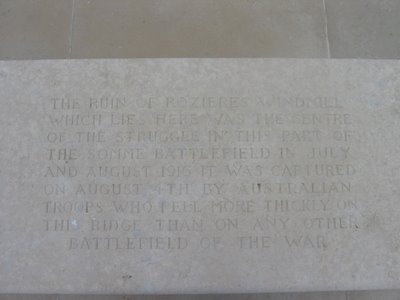 THE RUIN OF POZIERES WINDMILL
WHICH LIES HERE WAS THE CENTRE
OF THE STRUGGLE IN THIS PART OF
THE SOMME BATTLEFIELD IN JULY
AND AUGUST 1916 IT WAS CAPTURED
ON AUGUST 4TH BY AUSTRALIAN
TROOPS WHO FELL MORE THICKLY ON
THIS RIDGE THAN ON ANY OTHER
BATTLEFIELD OF THE WAR